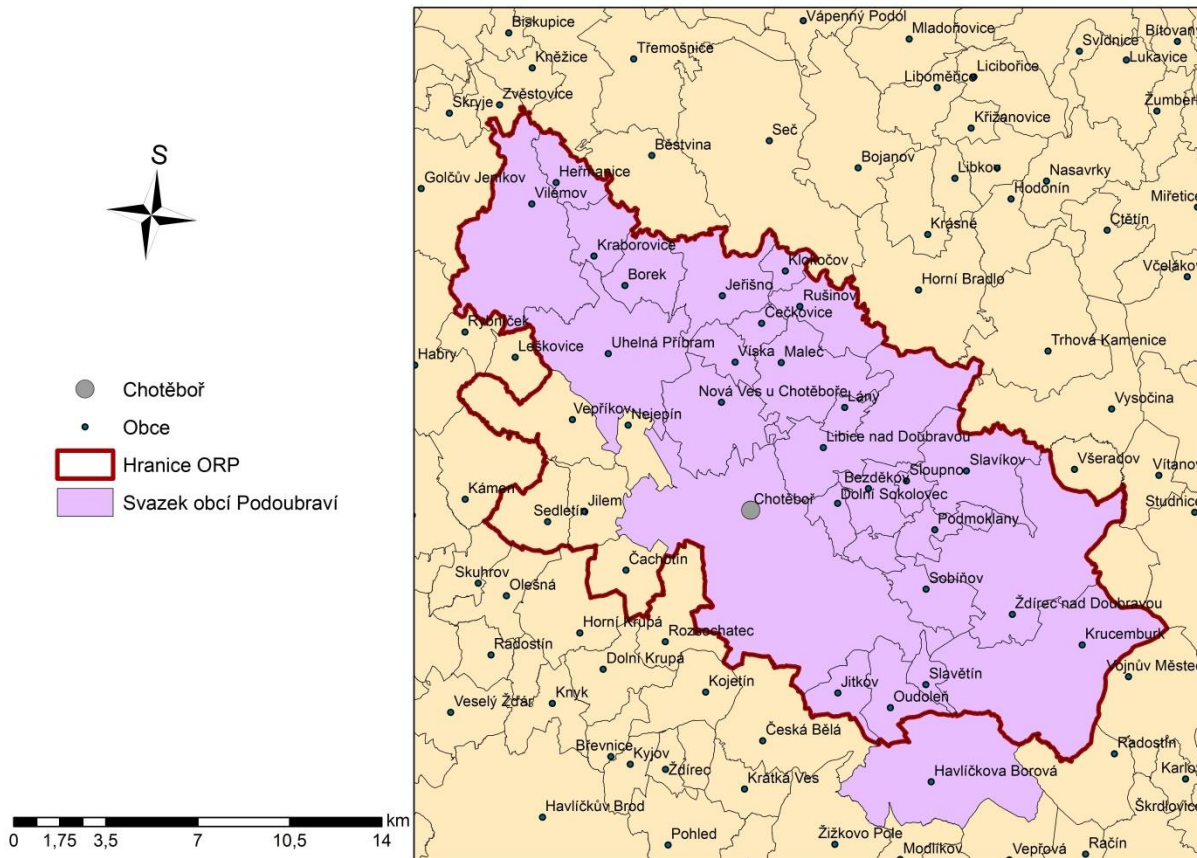 S
Chotěboř
Obce
Hranice ORP
Svazek obcí Podoubraví
km
0 1,75 3,5 7 10,5 14
Biskupice
Vápenný Podol
Mladoňovice
Bítovany
Svídnice
Lukavice
Kněžice
Třemošnice
Licibořice
Liboměřice
Zvěstovice
Skryje
Žumberk
Křižanovice
Seč
Běstvina
Bojanov
Libkov
Nasavrky
Hodonín
Golčův Jeníkov
Heřmanice
Vilémov
Miřetice
Krásné
Ctětín
Kraborovice
Borek
Klokočov
Včelákov
Jeřišno
Rušinov
Horní Bradlo
Čečkovice
Rybníček
Leškovice
Habry
Uhelná Příbram
Víska
Maleč
Trhová Kamenice
Nová Ves u Chotěboře
Lány
Vysočina
Vepříkov
Nejepín
Libice nad Doubravou
Slavíkov
Sloupno
Bezděkov
Všeradov
Vítanov
Kámen
Jilem
Sedletín
Chotěboř
Dolní Sokolovec
Studnice
Podmoklany
Čachotín
Skuhrov
Olešná
Sobíňov
Ždírec nad Doubravou
Horní Krupá
Rozsochatec
Krucemburk
Radostín
Dolní Krupá
Vojnův Městec
Kojetín
Jitkov
Slavětín
Oudoleň
Veselý Žďár
Knyk
Česká Bělá
Břevnice
Kyjov
Ždírec
Radostín
Karlov
Krátká Ves
Havlíčkova Borová
Škrdlovice
Havlíčkův Brod
Pohled
Žižkovo Pole
Modlíkov
Vepřová
Račín